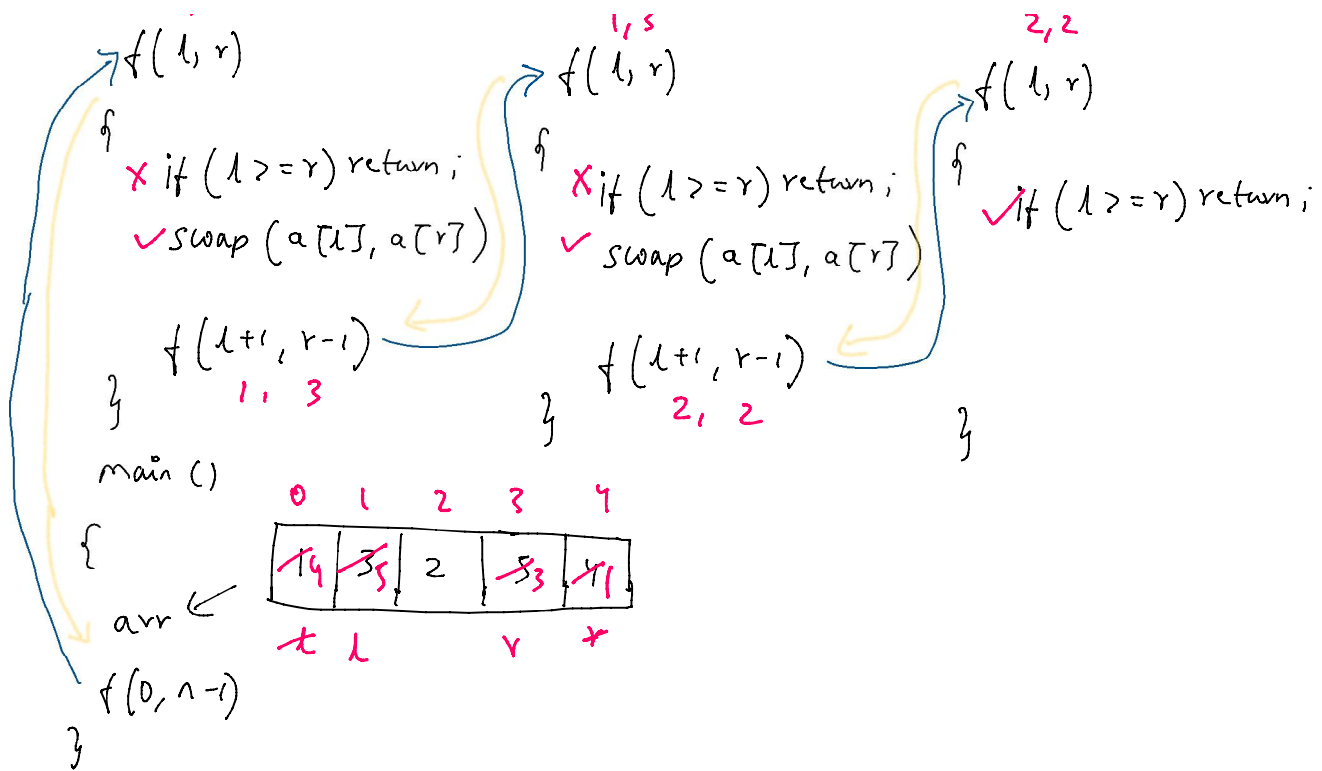 f(l, r)
{
✗ if (l >= r) return;
✓ swap (a[l], a[r])
f(l+1, r-1)
1, 3
}
1, 5
f(l, r)
{
✗ if (l >= r) return;
✓ swap (a[l], a[r])
f(l+1, r-1)
2, 2
}
2, 2
f(l, r)
{
✓ if (l >= r) return;
}
main ()
{
0 1 2 3 4
1 4 3 5 2 5 3 4 1
arr ←
l l r r
f(0, n-1)
}